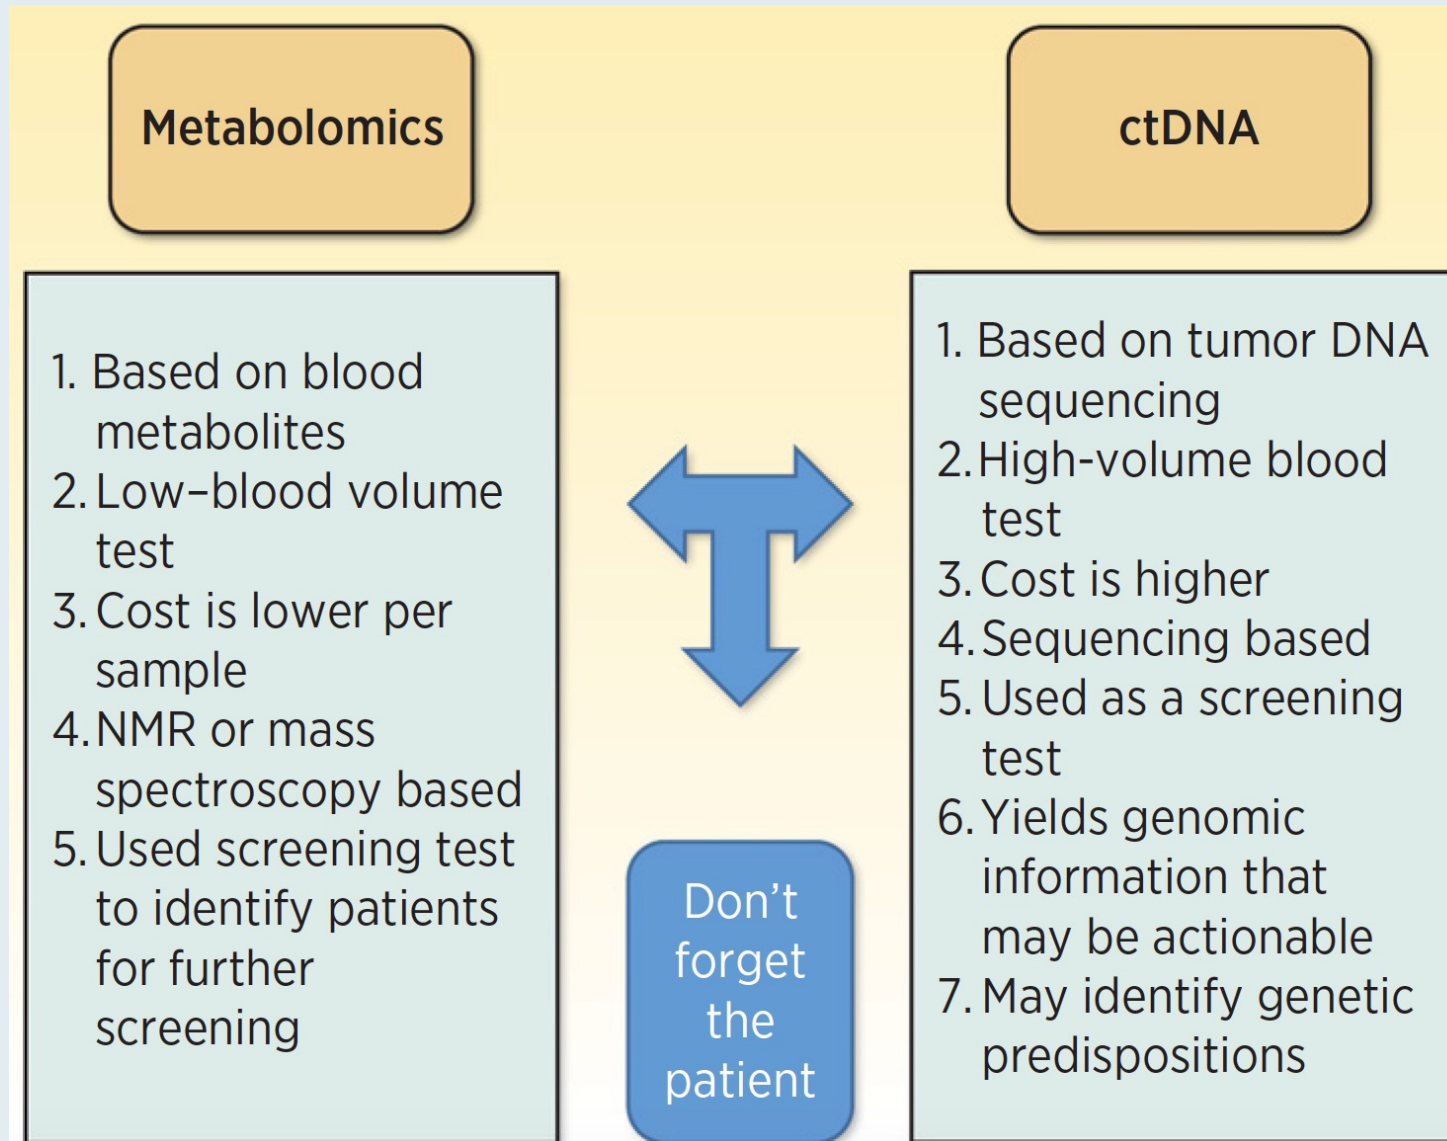 Metabolomics
1. Based on blood
metabolites
2. Low–blood volume
test
3. Cost is lower per
sample
4. NMR or mass
spectroscopy based
5. Used screening test
to identify patients
for further
screening
Don’t
forget
the
patient
ctDNA
1. Based on tumor DNA
sequencing
2. High-volume blood
test
3. Cost is higher
4. Sequencing based
5. Used as a screening
test
6. Yields genomic
information that
may be actionable
7. May identify genetic
predispositions